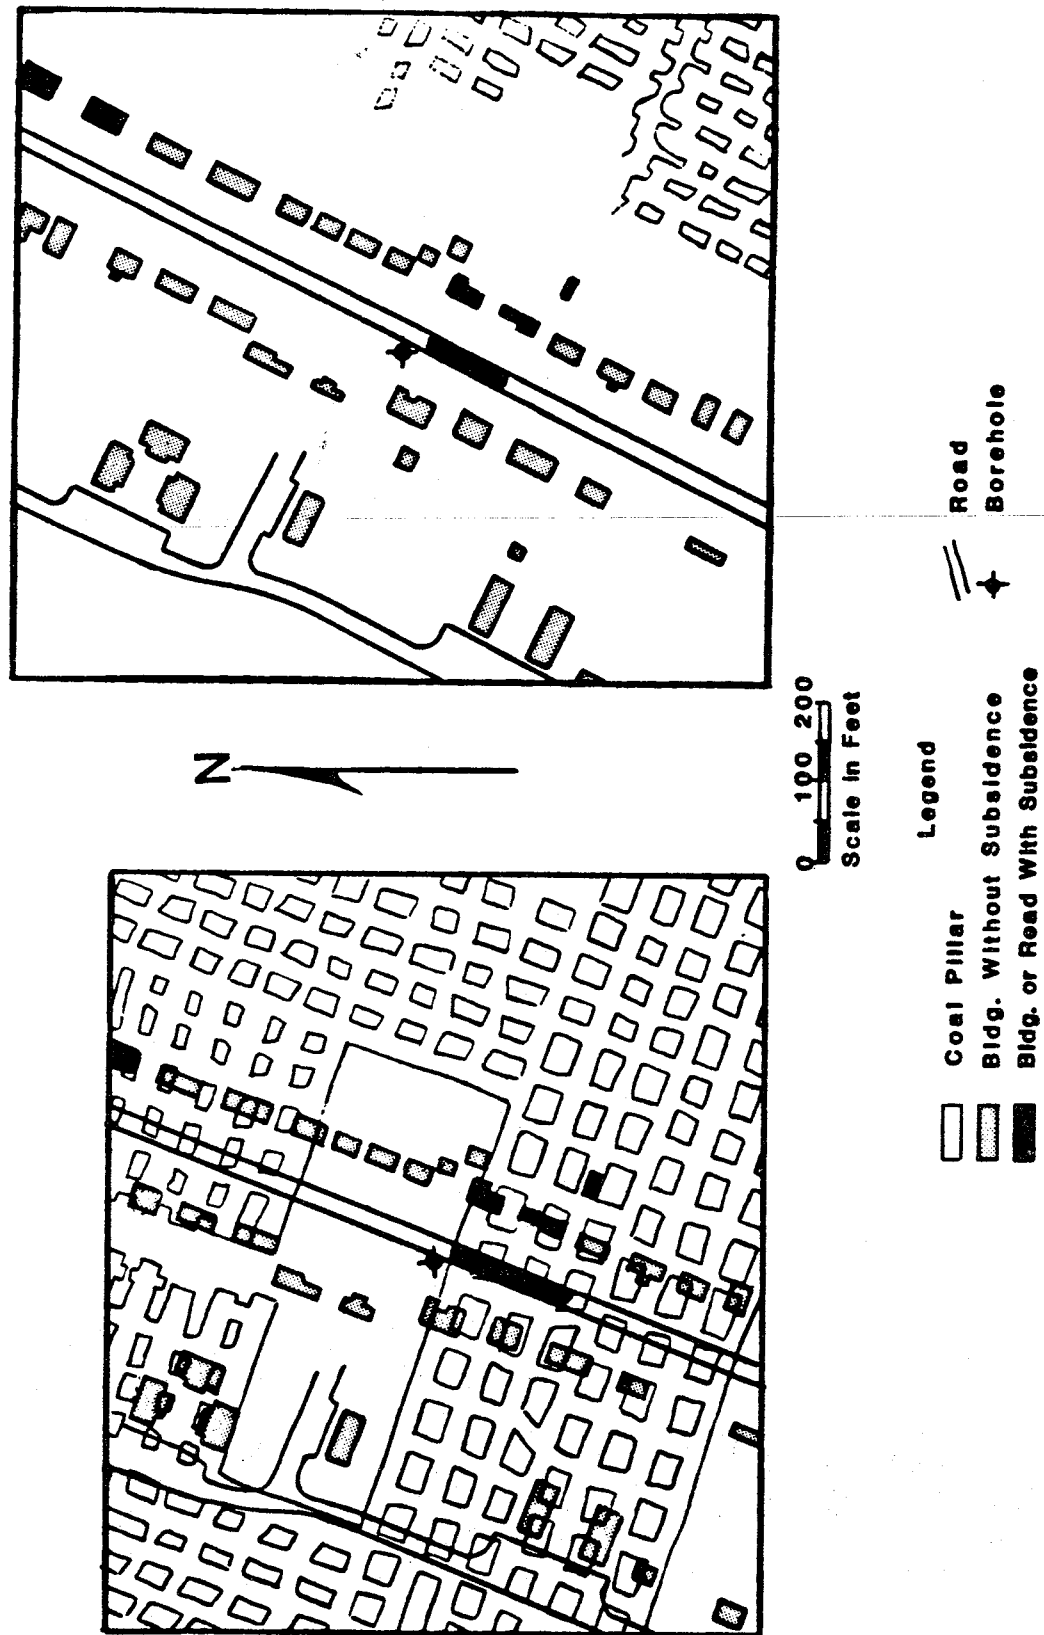 N
0 100 200
Scale in Feet
Legend
Coal Pillar
Bldg. Without Subsidence
Bldg. or Road With Subsidence
Road
Borehole